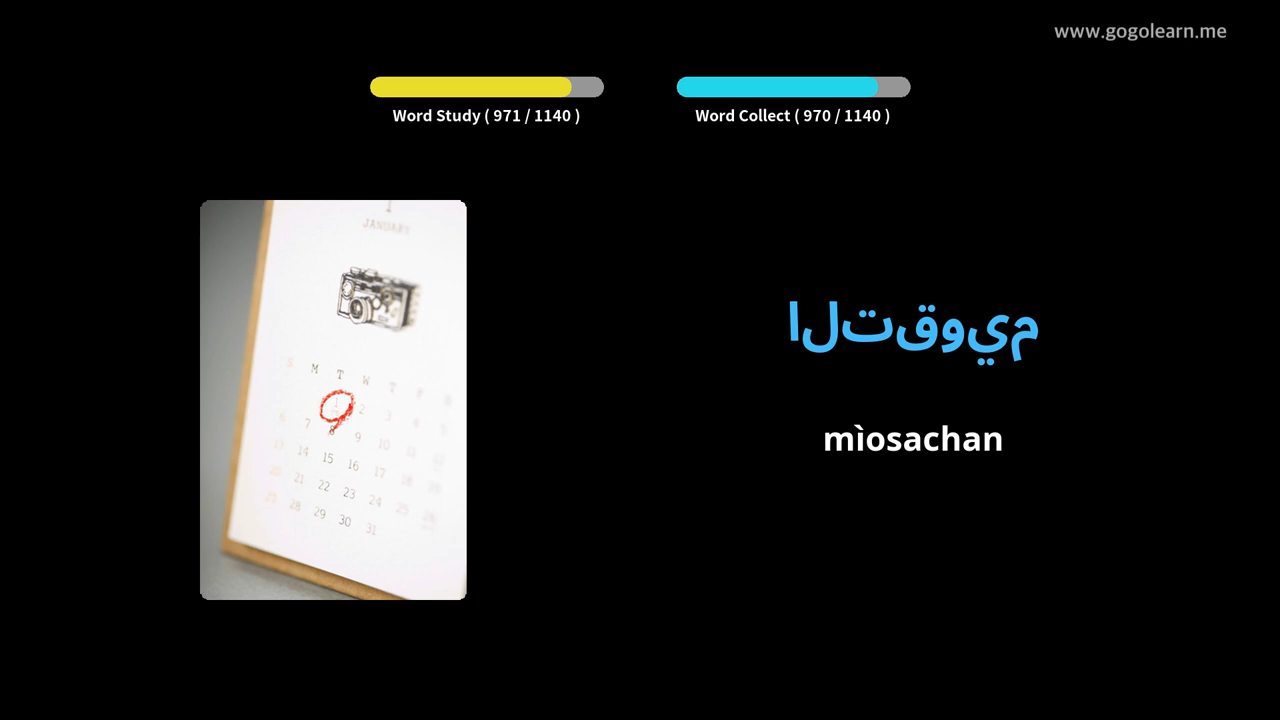 www.gogolearn.me
Word Study ( 971 / 1140 )
Word Collect ( 970 / 1140 )
1
JANUARY
S M T W T F S
1 2 3 4 5
6 7 8 9 10 11 12
13 14 15 16 17 18 19
20 21 22 23 24 25 26
27 28 29 30 31
التقويم
mìosachan